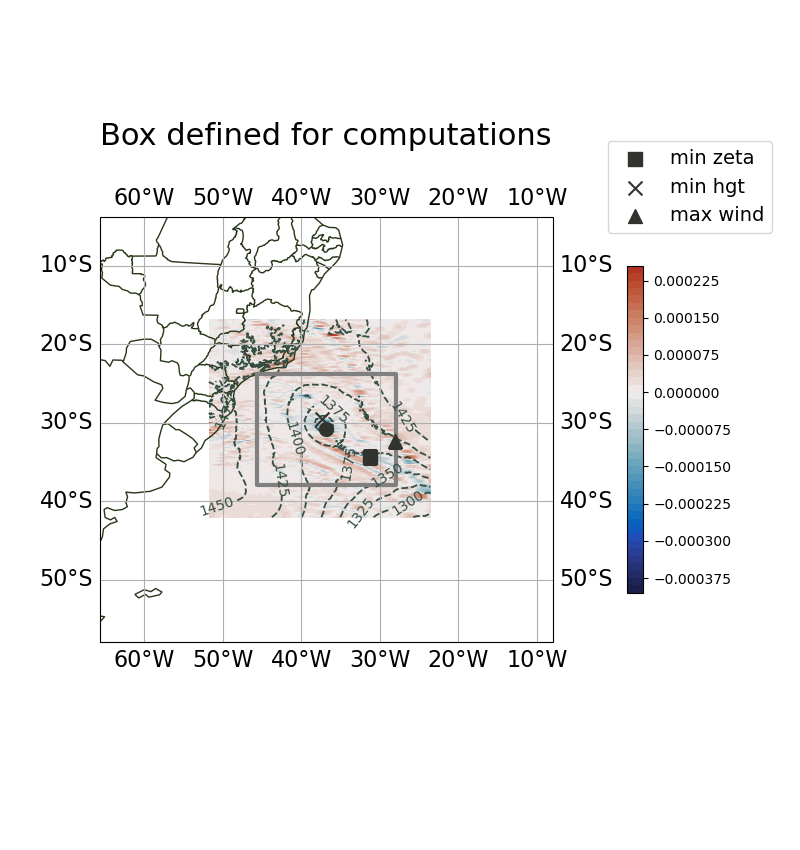 Box defined for computations
min zeta
min hgt
max wind
60°W 50°W 40°W 30°W 20°W 10°W
10°S 10°S
20°S 20°S
30°S 30°S
40°S 40°S
50°S 50°S
60°W 50°W 40°W 30°W 20°W 10°W
1375
1425
1400
1375
1350
1425
1450
1325
1300
0.000225
0.000150
0.000075
0.000000
−0.000075
−0.000150
−0.000225
−0.000300
−0.000375